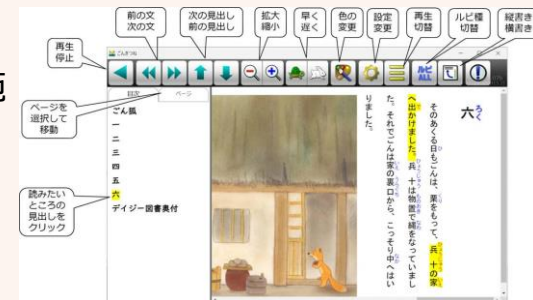 前の文
次の文
次の見出し
前の見出し
拡大
縮小
早く
遅く
色の
変更
設定
変更
再生
切替
ルビ種
切替
縦書き
横書き
再生
停止
ごんぎつね
ルビ
ALL
目次
ページ
ページを
選択して
移動
ごん狐
一
二
三
四
五
六
デイジー図書奥付
読みたい
ところの
見出しを
クリック
六
ろく
そのあくる日もごんは、栗をもって、兵十の家
へ出かけました。兵十は物置で縄をなっていまし
た。それでごんは家の裏口から、こっそり中へはい
りました。